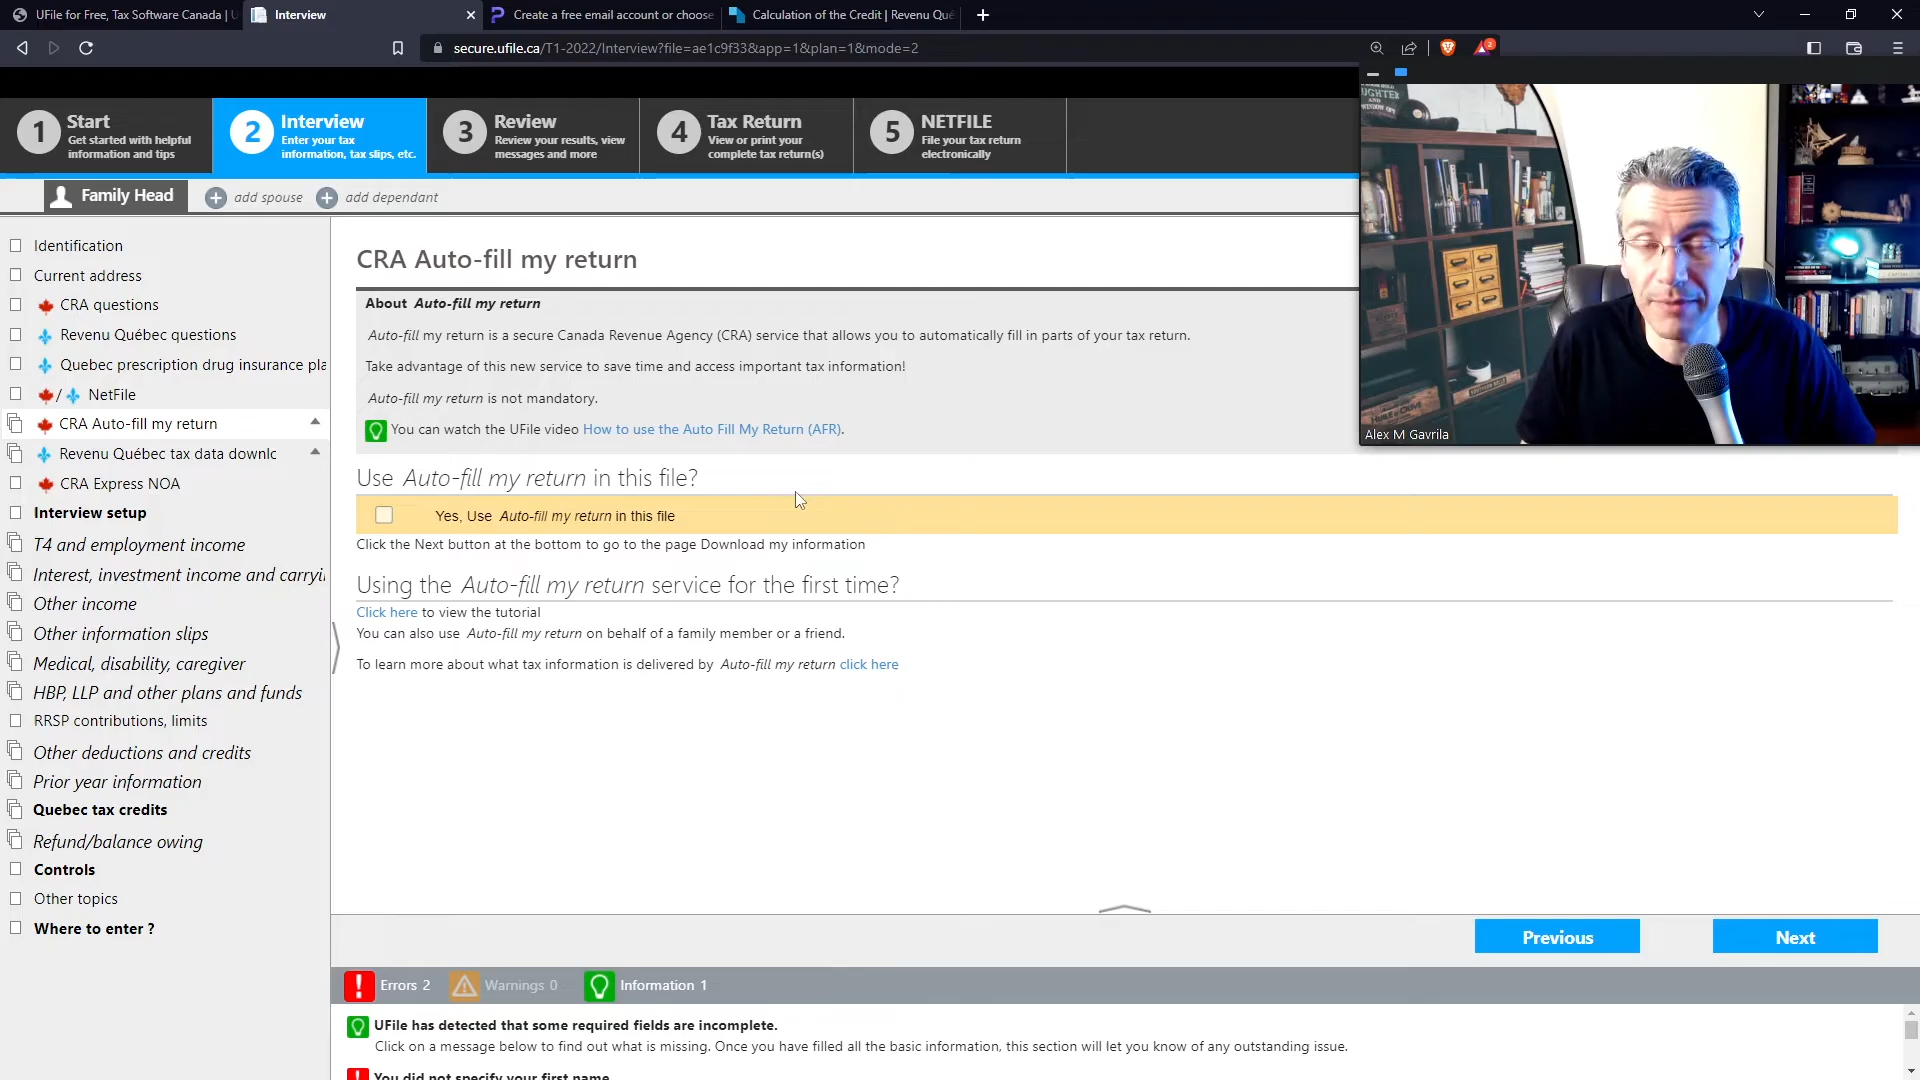 UFile for Free, Tax Software Canada | U
Interview
Create a free email account or choose
Calculation of the Credit | Revenu Qué
secure.ufile.ca/T1-2022/Interview?file=ae1c9f33&app=1&plan=1&mode=2
2
1 Start
Get started with helpful
information and tips
2 Interview
Enter your tax
information, tax slips, etc.
3 Review
Review your results, view
messages and more
4 Tax Return
View or print your
complete tax return(s)
5 NETFILE
File your tax return
electronically
Family Head
add spouse
add dependant
Identification
Current address
CRA questions
Revenu Québec questions
Quebec prescription drug insurance pla
/ NetFile
CRA Auto-fill my return
Revenu Québec tax data downlo
CRA Express NOA
Interview setup
T4 and employment income
Interest, investment income and carryi
Other income
Other information slips
Medical, disability, caregiver
HBP, LLP and other plans and funds
RRSP contributions, limits
Other deductions and credits
Prior year information
Quebec tax credits
Refund/balance owing
Controls
Other topics
Where to enter ?
CRA Auto-fill my return
About Auto-fill my return
Auto-fill my return is a secure Canada Revenue Agency (CRA) service that allows you to automatically fill in parts of your tax return.
Take advantage of this new service to save time and access important tax information!
Auto-fill my return is not mandatory.
You can watch the UFile video How to use the Auto Fill My Return (AFR).
Use Auto-fill my return in this file?
Yes, Use Auto-fill my return in this file
Click the Next button at the bottom to go to the page Download my information
Using the Auto-fill my return service for the first time?
Click here to view the tutorial
You can also use Auto-fill my return on behalf of a family member or a friend.
To learn more about what tax information is delivered by Auto-fill my return click here
Alex M Gavrila
Previous
Next
Errors 2
Warnings 0
Information 1
UFile has detected that some required fields are incomplete.
Click on a message below to find out what is missing. Once you have filled all the basic information, this section will let you know of any outstanding issue.
You did not specify your first name